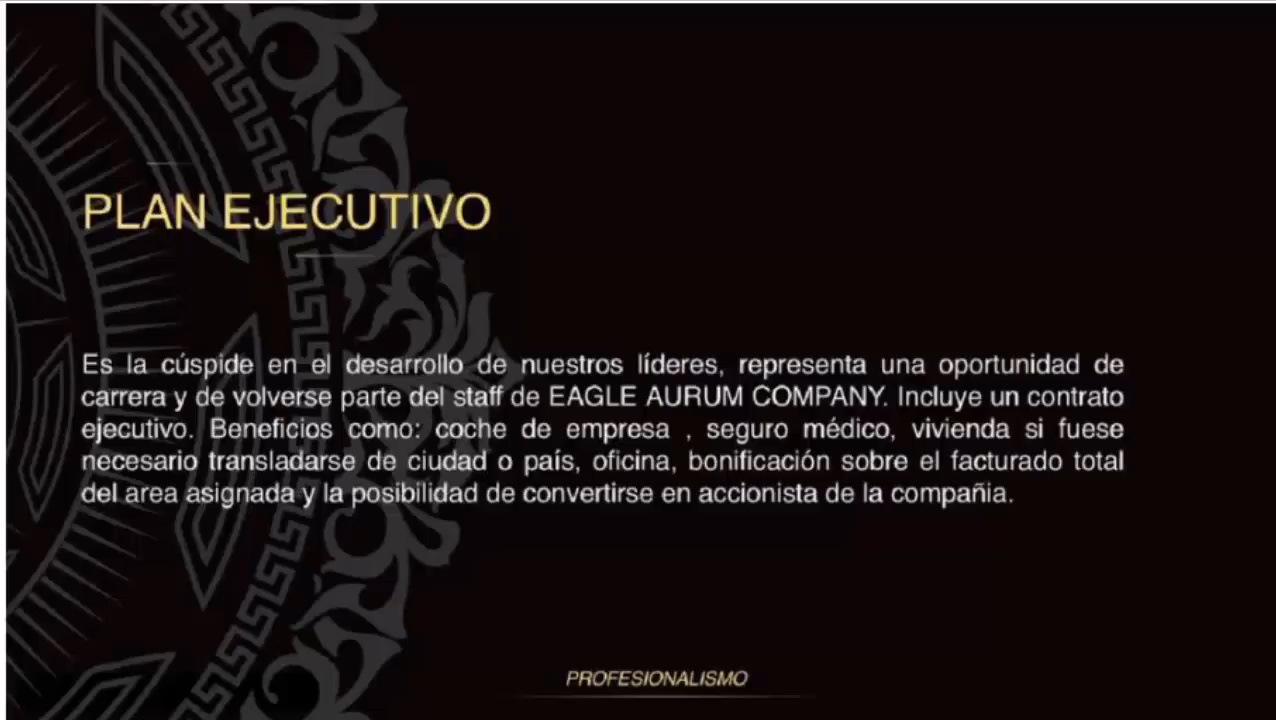 PLAN EJECUTIVO
Es la cúspide en el desarrollo de nuestros líderes, representa una oportunidad de
carrera y de volverse parte del staff de EAGLE AURUM COMPANY. Incluye un contrato
ejecutivo. Beneficios como: coche de empresa , seguro médico, vivienda si fuese
necesario transladarse de ciudad o país, oficina, bonificación sobre el facturado total
del area asignada y la posibilidad de convertirse en accionista de la compañia.
PROFESIONALISMO